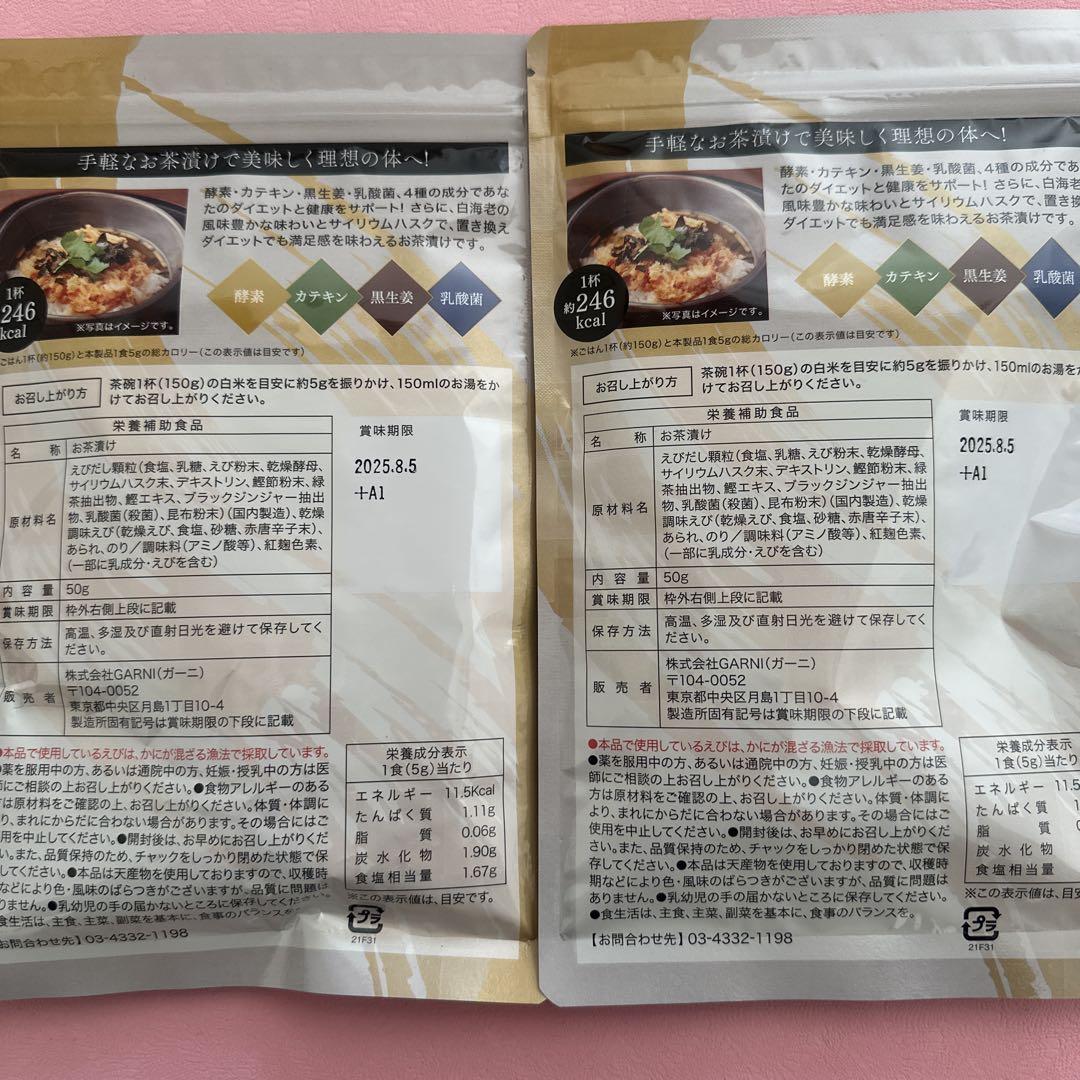 手軽なお茶漬けで美味しく理想の体へ!
酵素・カテキン・黒生姜・乳酸菌、4種の成分であな
たのダイエットと健康をサポート! さらに、白海老の
風味豊かな味わいとサイリウムハスクで、置き換え
ダイエットでも満足感を味わえるお茶漬けです。
酵素
カテキン
黒生姜
乳酸菌
1杯
246
kcal
※写真はイメージです。
ごはん1杯(約150g)と本製品1食5gの総カロリー(この表示値は目安です)
お召し上がり方
茶碗1杯(150g)の白米を目安に約5gを振りかけ、150mlのお湯をか
けてお召し上がりください。
栄養補助食品
名 称
お茶漬け
原材料名
えびだし顆粒(食塩、乳糖、えび粉末、乾燥酵母、
サイリウムハスク末、デキストリン、鰹節粉末、緑
茶抽出物、鰹エキス、ブラックジンジャー抽出
物、乳酸菌(殺菌)、昆布粉末)(国内製造)、乾燥
調味えび(乾燥えび、食塩、砂糖、赤唐辛子末)、
あられ、のり/調味料(アミノ酸等)、紅麹色素、
(一部に乳成分・えびを含む)
内容量
50g
賞味期限
枠外右側上段に記載
保存方法
高温、多湿及び直射日光を避けて保存してく
ださい。
販売者
株式会社GARNI(ガーニ)
〒104-0052
東京都中央区月島1丁目10-4
製造所固有記号は賞味期限の下段に記載
賞味期限
2025.8.5
+A1
●本品で使用しているえびは、かにが混ざる漁法で採取しています。
●薬を服用中の方、あるいは通院中の方、妊娠・授乳中の方は医
師にご相談の上お召し上がりください。●食物アレルギーのある
方は原材料をご確認の上、お召し上がりください。体質・体調に
より、まれにからだに合わない場合があります。その場合にはご
使用を中止してください。●開封後は、お早めにお召し上がりくださ
い。また、品質保持のため、チャックをしっかり閉めた状態で保
存してください。●本品は天産物を使用しておりますので、収穫時
期などにより色・風味のばらつきがございますが、品質に問題は
ありません。●乳幼児の手の届かないところに保存してください。
●食生活は、主食、主菜、副菜を基本に、食事のバランスを。
お問合わせ先】03-4332-1198
栄養成分表示
1食(5g)当たり
エネルギー 11.5Kcal
たんぱく質 1.11g
脂質 0.06g
炭水化物 1.90g
食塩相当量 1.67g
※この表示値は、目安です。
プラ
21F31
手軽なお茶漬けで美味しく理想の体へ!
酵素・カテキン・黒生姜・乳酸菌、4種の成分であな
たのダイエットと健康をサポート! さらに、白海老の
風味豊かな味わいとサイリウムハスクで、置き換え
ダイエットでも満足感を味わえるお茶漬けです。
酵素
カテキン
黒生姜
乳酸菌
1杯
約246
kcal
※写真はイメージです。
※ごはん1杯(約150g)と本製品1食5gの総カロリー(この表示値は目安です)
お召し上がり方
茶碗1杯(150g)の白米を目安に約5gを振りかけ、150mlのお湯を
けてお召し上がりください。
栄養補助食品
名 称
お茶漬け
原材料名
えびだし顆粒(食塩、乳糖、えび粉末、乾燥酵母、
サイリウムハスク末、デキストリン、鰹節粉末、緑
茶抽出物、鰹エキス、ブラックジンジャー抽出
物、乳酸菌(殺菌)、昆布粉末)(国内製造)、乾燥
調味えび(乾燥えび、食塩、砂糖、赤唐辛子末)、
あられ、のり/調味料(アミノ酸等)、紅麹色素、
(一部に乳成分・えびを含む)
内容量
50g
賞味期限
枠外右側上段に記載
保存方法
高温、多湿及び直射日光を避けて保存してく
ださい。
販売者
株式会社GARNI(ガーニ)
〒104-0052
東京都中央区月島1丁目10-4
製造所固有記号は賞味期限の下段に記載
賞味期限
2025.8.5
+A1
●本品で使用しているえびは、かにが混ざる漁法で採取しています。
●薬を服用中の方、あるいは通院中の方、妊娠・授乳中の方は医
師にご相談の上お召し上がりください。●食物アレルギーのある
方は原材料をご確認の上、お召し上がりください。体質・体調に
より、まれにからだに合わない場合があります。その場合にはご
使用を中止してください。●開封後は、お早めにお召し上がりくださ
い。また、品質保持のため、チャックをしっかり閉めた状態で保
存してください。●本品は天産物を使用しておりますので、収穫時
期などにより色・風味のばらつきがございますが、品質に問題は
ありません。●乳幼児の手の届かないところに保存してください。
●食生活は、主食、主菜、副菜を基本に、食事のバランスを。
【お問合わせ先】03-4332-1198
栄養成分表示
1食(5g)当たり
エネルギー 11.5
たんぱく質
脂質
炭水化物
食塩相当量
※この表示値は、目安
プラ
21F31